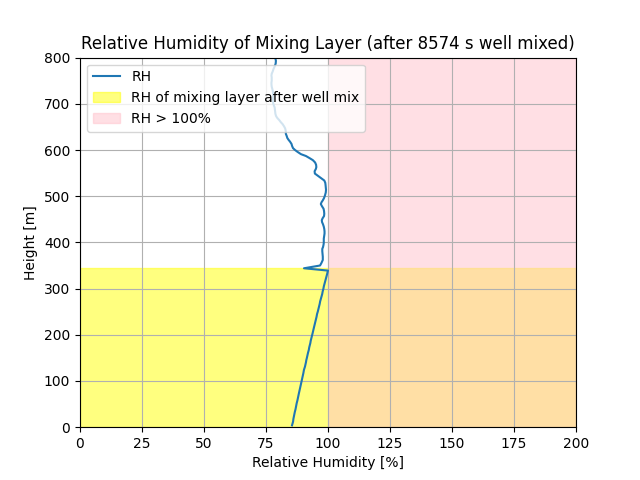 Relative Humidity of Mixing Layer (after 8574 s well mixed)
800
700
600
500
400
300
200
100
0
Height [m]
RH
RH of mixing layer after well mix
RH > 100%
0 25 50 75 100 125 150 175 200
Relative Humidity [%]